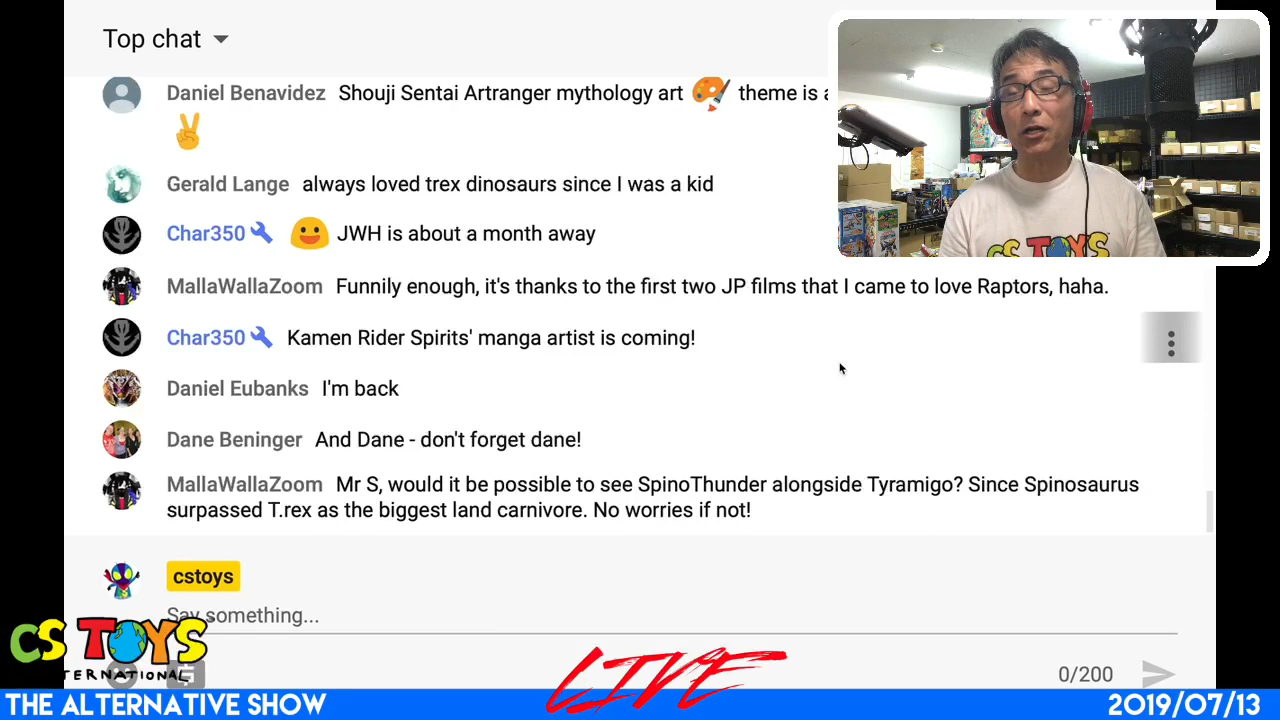 Top chat
Daniel Benavidez Shouji Sentai Artranger mythology art 🎨 theme is a
✌
Gerald Lange always loved trex dinosaurs since I was a kid
Char350 😀 JWH is about a month away
MallaWallaZoom Funnily enough, it's thanks to the first two JP films that I came to love Raptors, haha.
Char350 Kamen Rider Spirits' manga artist is coming!
Daniel Eubanks I'm back
Dane Beninger And Dane - don't forget dane!
MallaWallaZoom Mr S, would it be possible to see SpinoThunder alongside Tyramigo? Since Spinosaurus
surpassed T.rex as the biggest land carnivore. No worries if not!
cstoys
Say something...
0/200
CS TOYS
CS TOYS
INTERNATIONAL
LIVE
THE ALTERNATIVE SHOW
2019/07/13